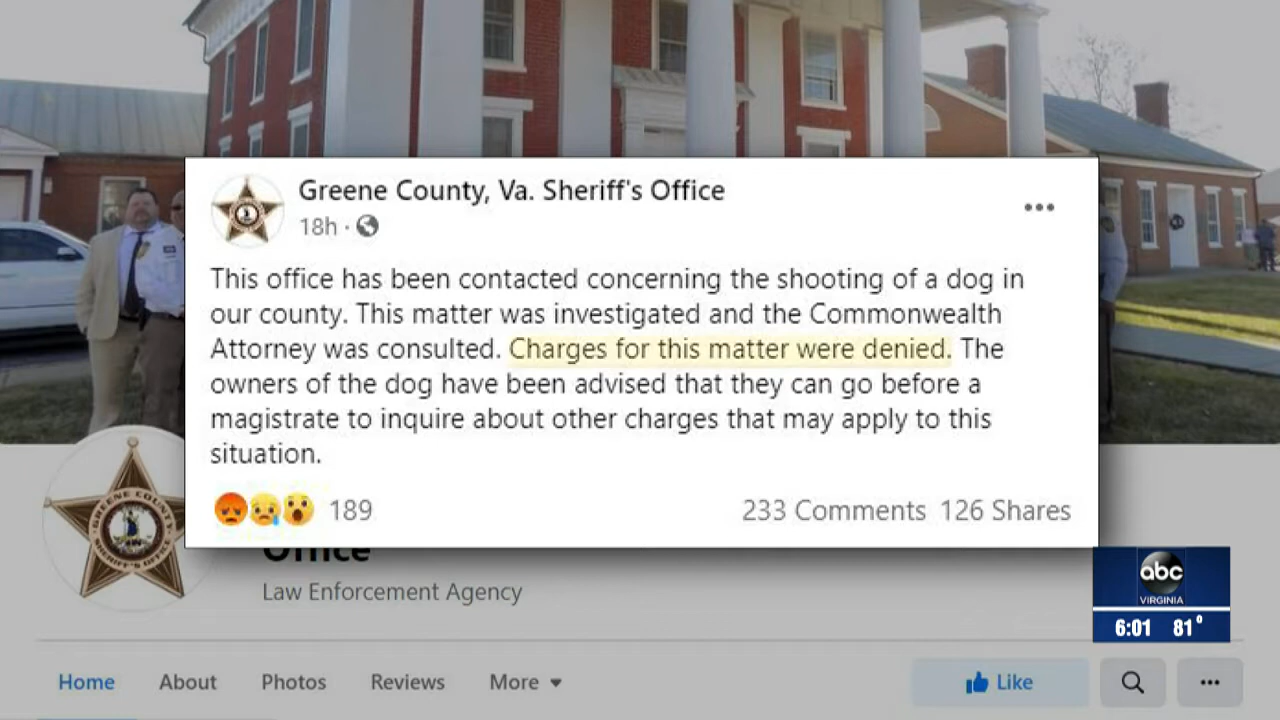 Greene County, Va. Sheriff's Office
18h ·
This office has been contacted concerning the shooting of a dog in
our county. This matter was investigated and the Commonwealth
Attorney was consulted. Charges for this matter were denied. The
owners of the dog have been advised that they can go before a
magistrate to inquire about other charges that may apply to this
situation.
189 233 Comments 126 Shares
GREENE COUNTY
SHERIFF'S OFFICE
Office
Law Enforcement Agency
abc
VIRGINIA
6:01 81°
Home About Photos Reviews More Like